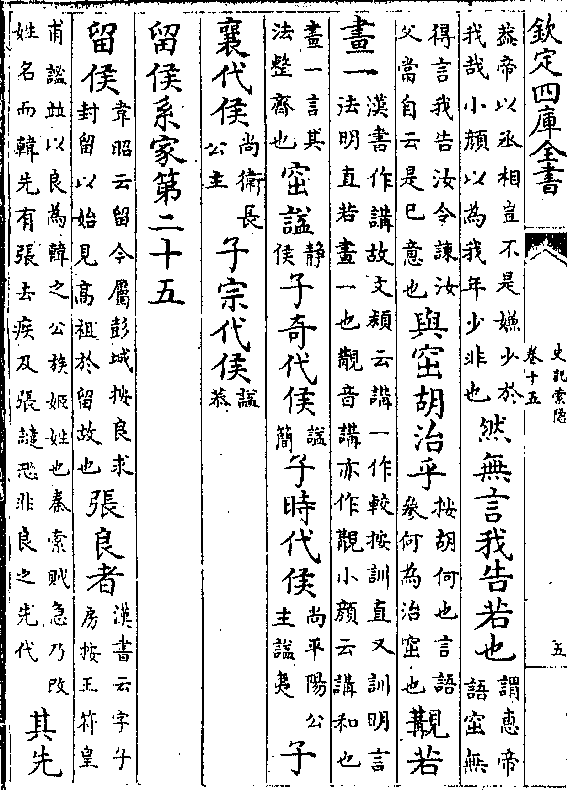 欽定四庫全書
史記索隱
卷十五
五
蓋帝以丞相豈不是嫌少於我哉小顏以為我年少非也然無言我告若也謂惠帝語窋無
得言我告汝令諫汝父當自云是己意也與窋胡治乎按胡何也言語參何為治窋也覯若
畫一漢書作講故文穎云講一作較按訓直又訓明言法明直若畫一也覯音講亦作覯小顏云講和也
畫一言其法整齊也窋諡静侯子奇代侯諡簡子時代侯尚平陽公主諡夷子
襄代侯尚衛長公主子宗代侯諡恭
留侯系家第二十五
留侯韋昭云留今屬彭城按良求封留以始見高祖於留故也張良者漢書云字子房按王符皇
甫謐並以良為韓之公族姬姓也秦索賊急乃改姓名而韓先有張去疾及張譴恐非良之先代其先